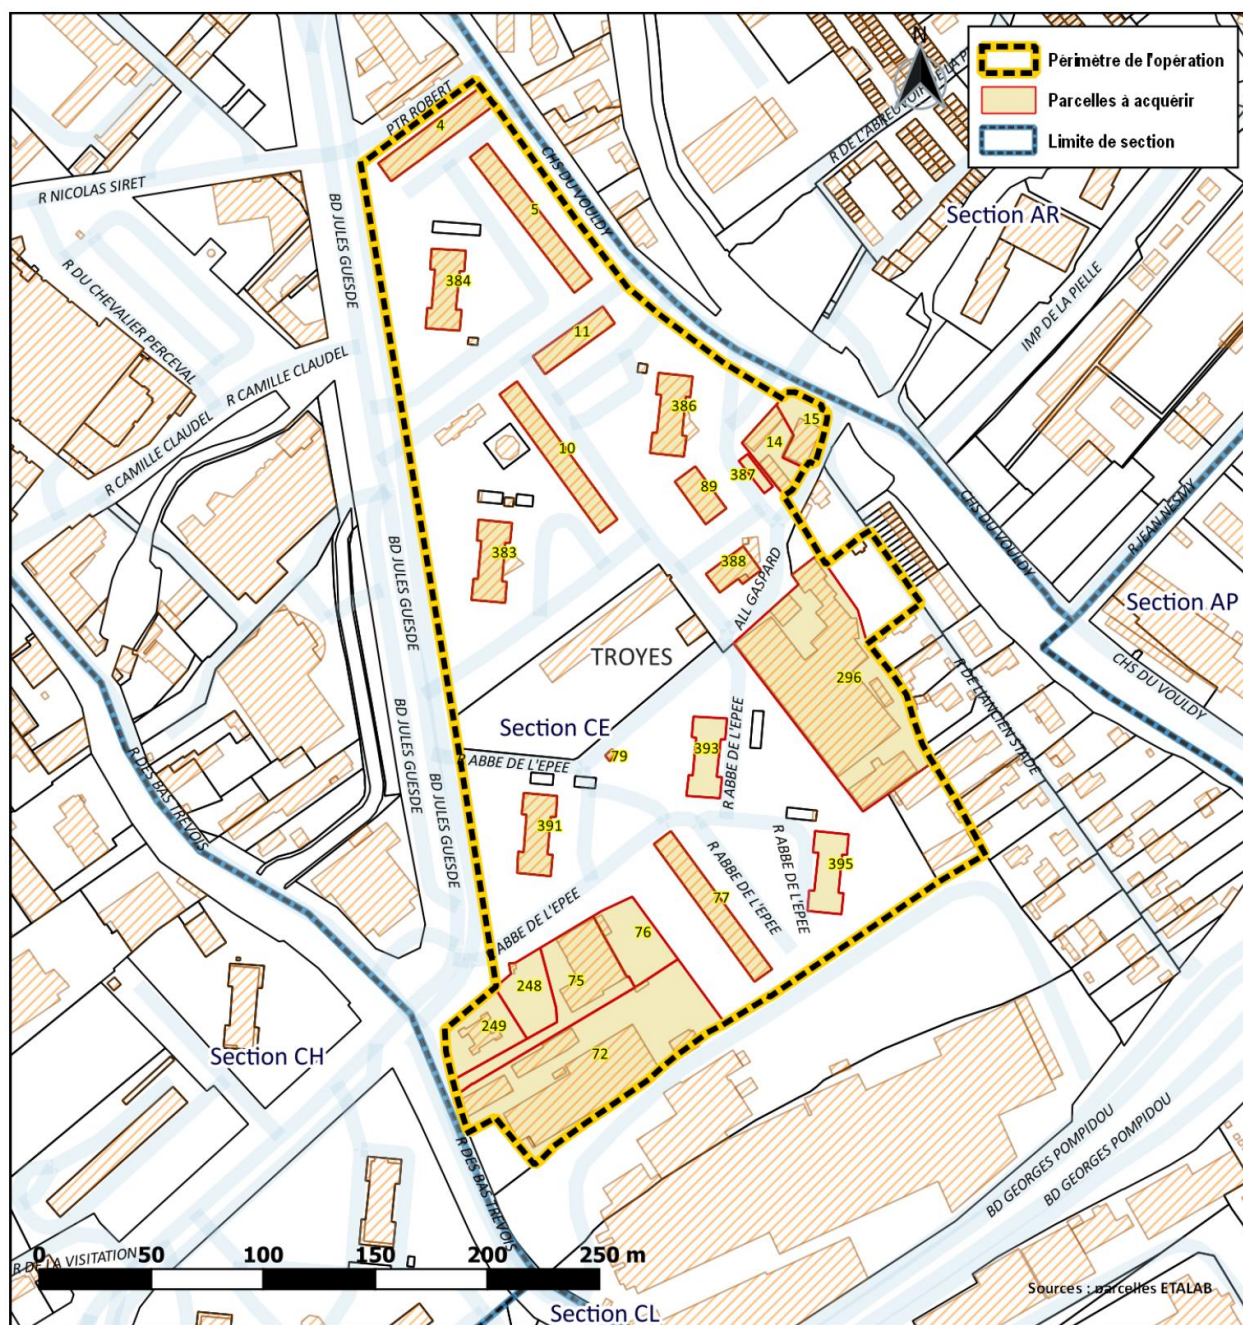 N
Périmètre de l'opération
Parcelles à acquérir
Limite de section
PTR ROBERT
4
R NICOLAS SIRET
BD JULES GUESDE
CHS DU VOULDY
5
R DE L'ABREUVOIR DE LA P
Section AR
R DU CHEVALIER PERCEVAL
384
11
IMP DE LA PIELLE
R CAMILLE CLAUDEL
R CAMILLE CLAUDEL
386
15
14
10
387
89
CHS DU VOULDY
R JEAN NESMY
383
388
BD JULES GUESDE
ALL GASPARD
Section AP
TROYES
CHS DU VOULDY
296
R DE L'ANCIEN STADE
Section CE
BD JULES GUESDE
393
79
R ABBE DE L'EPEE
R ABBE DE L'EPEE
R DES BAS TREVOIS
BD JULES GUESDE
391
395
R ABBE DE L'EPEE
R ABBE DE L'EPEE
77
ABBE DE L'EPEE
76
75
248
249
72
Section CH
BD GEORGES POMPIDOU
BD GEORGES POMPIDOU
R DES BAS TREVOIS
R DE LA VISITATION
0 50 100 150 200 250 m
Sources : parcelles ETALAB
Section CL